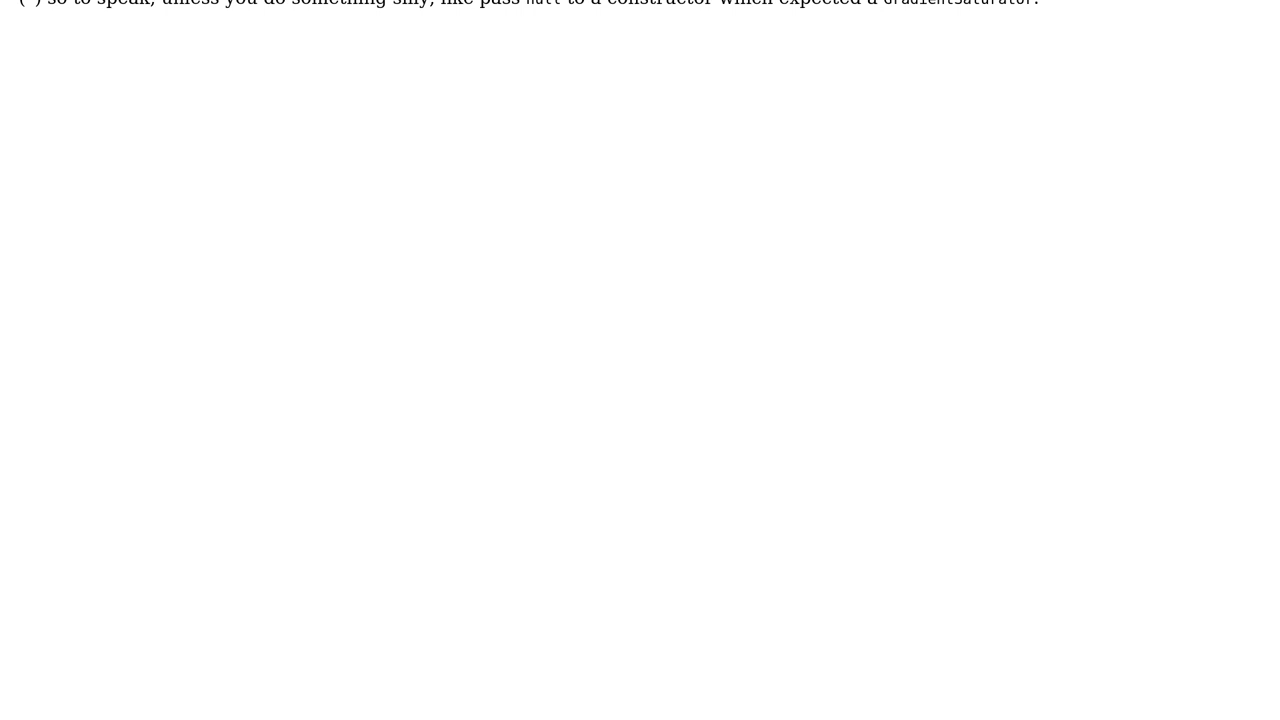 (*) so to speak, unless you do something silly, like pass null to a constructor which expected a GradientSaturator.